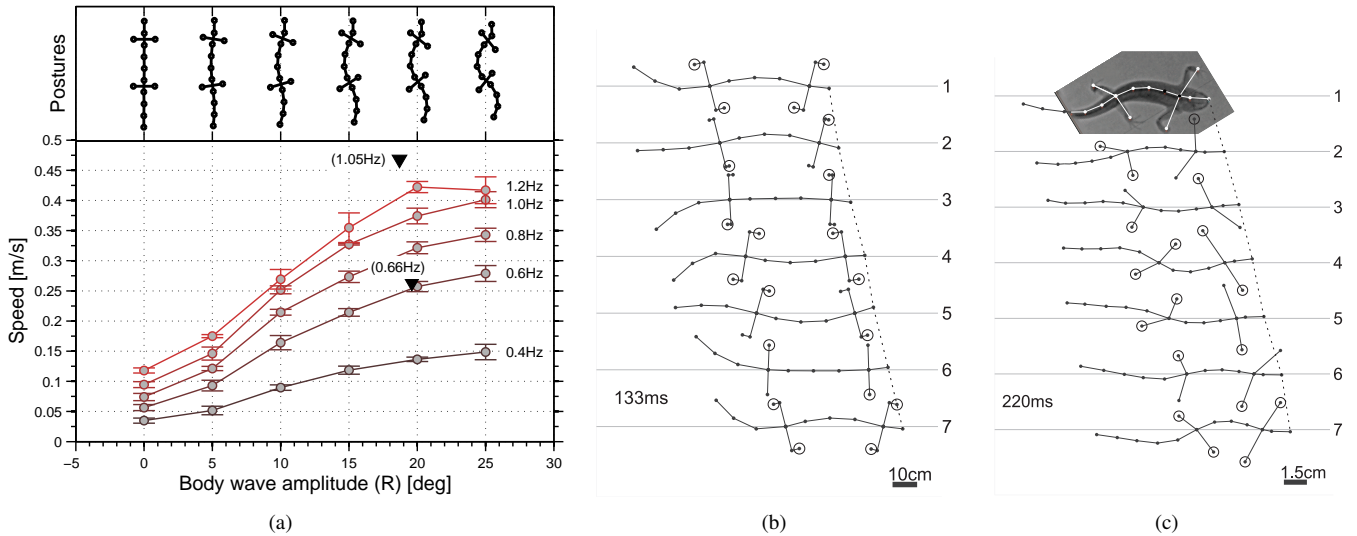 Postures
Speed [m/s]
0.5
0.45
0.4
0.35
0.3
0.25
0.2
0.15
0.1
0.05
0
(1.05Hz)
(0.66Hz)
1.2Hz
1.0Hz
0.8Hz
0.6Hz
0.4Hz
−5 0 5 10 15 20 25 30
Body wave amplitude (R) [deg]
(a)
1
2
3
4
5
6
7
133ms
10cm
(b)
1
2
3
4
5
6
7
220ms
1.5cm
(c)